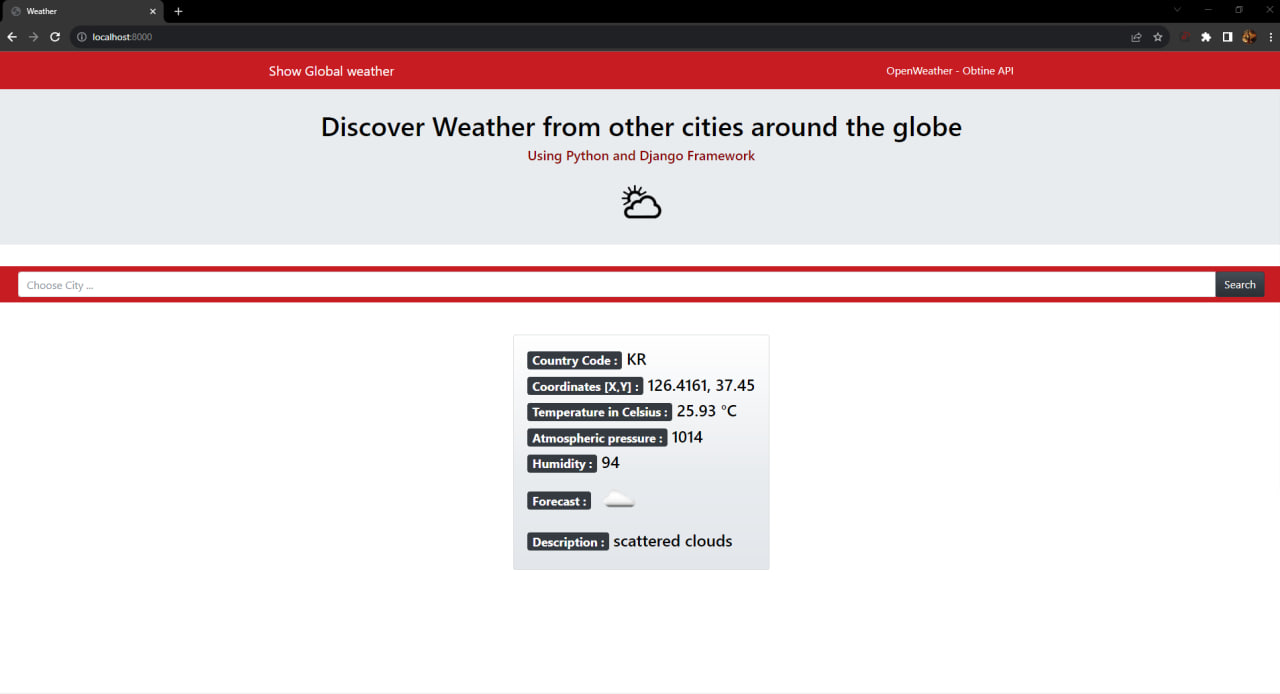 Weather
localhost:8000
Show Global weather
OpenWeather - Obtine API
Discover Weather from other cities around the globe
Using Python and Django Framework
Choose City ...
Search
Country Code : KR
Coordinates [X,Y] : 126.4161, 37.45
Temperature in Celsius : 25.93 °C
Atmospheric pressure : 1014
Humidity : 94
Forecast :
Description : scattered clouds